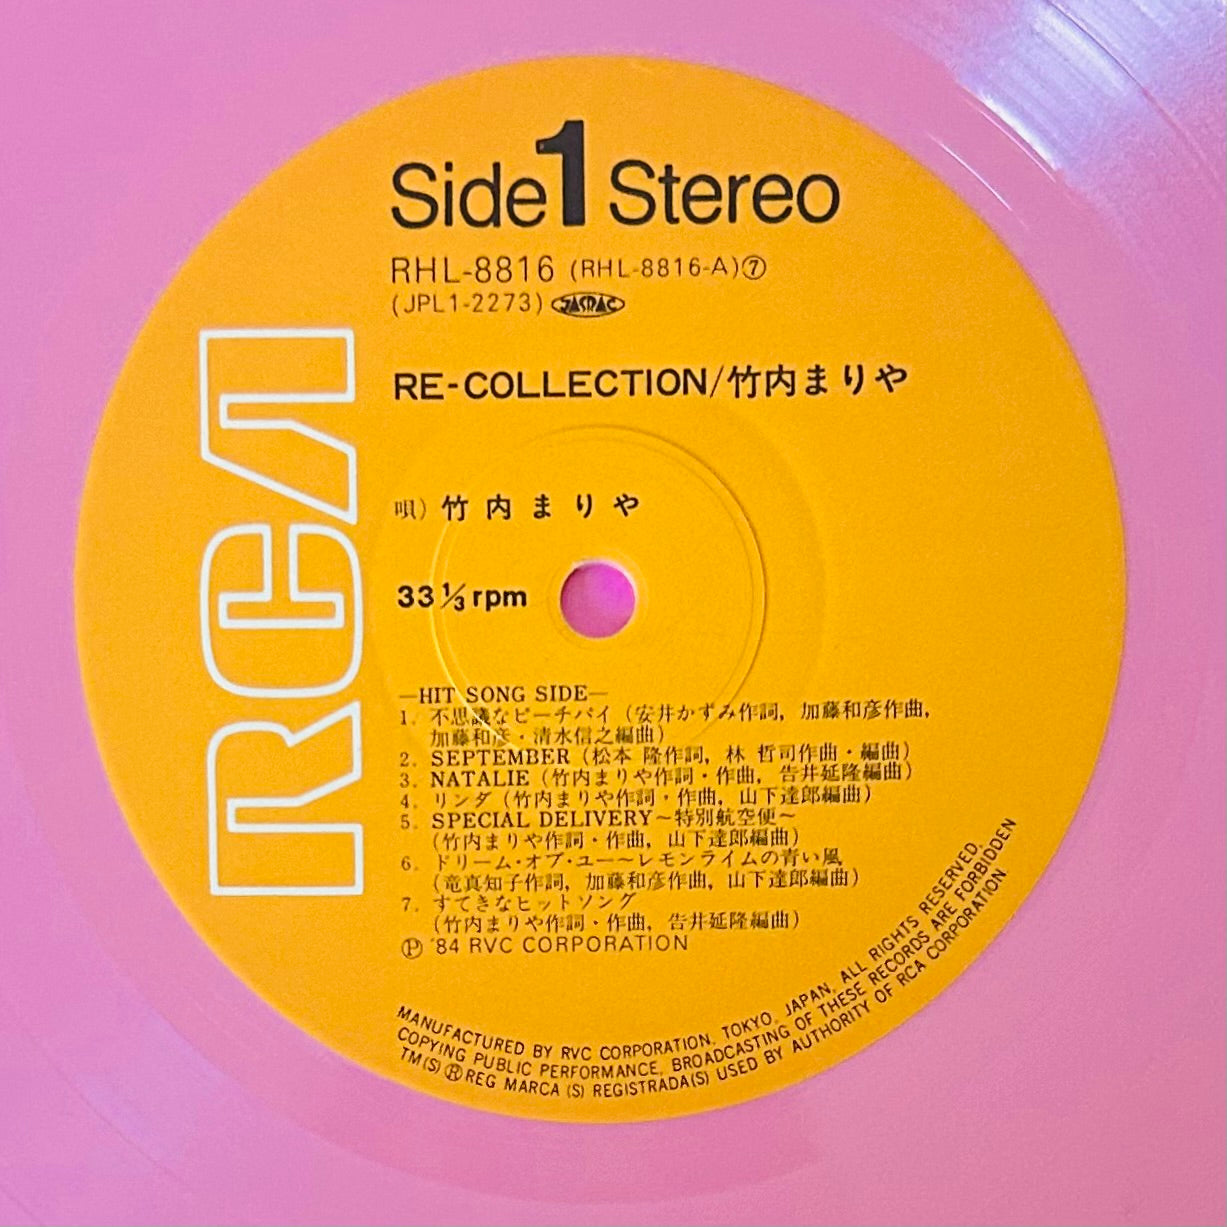 Side 1 Stereo
RHL-8816 (RHL-8816-A)⑦
(JPL1-2273) JASRAC
RE-COLLECTION/竹内まりや
RCA
唄) 竹内まりや
33 1/3 rpm
—HIT SONG SIDE—
1. 不思議なピーチパイ (安井かずみ作詞, 加藤和彦作曲,
加藤和彦・清水信之編曲)
2. SEPTEMBER (松本 隆作詞, 林 哲司作曲・編曲)
3. NATALIE (竹内まりや作詞・作曲, 告井延隆編曲)
4. リンダ (竹内まりや作詞・作曲, 山下達郎編曲)
5. SPECIAL DELIVERY〜特別航空便〜
(竹内まりや作詞・作曲, 山下達郎編曲)
6. ドリーム・オブ・ユー〜レモンライムの青い風
(竜真知子作詞, 加藤和彦作曲, 山下達郎編曲)
7. すてきなヒットソング
(竹内まりや作詞・作曲, 告井延隆編曲)
Ⓟ '84 RVC CORPORATION
MANUFACTURED BY RVC CORPORATION, TOKYO, JAPAN. ALL RIGHTS RESERVED.
COPYING PUBLIC PERFORMANCE, BROADCASTING OF THESE RECORDS ARE FORBIDDEN
TM(S) ® REG MARCA (S) REGISTRADA(S) USED BY AUTHORITY OF RCA CORPORATION